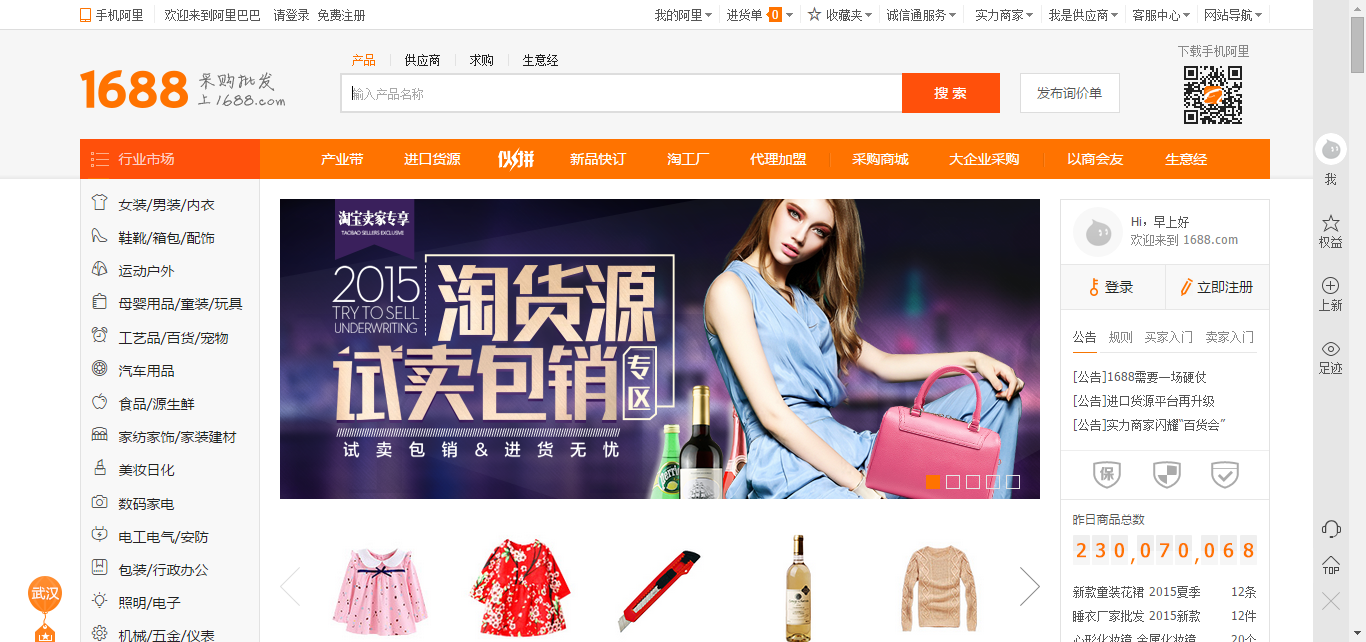 手机阿里 欢迎来到阿里巴巴 请登录 免费注册 我的阿里 进货单 0 收藏夹 诚信通服务 实力商家 我是供应商 客服中心 网站导航
产品 供应商 求购 生意经
下载手机阿里
1688 采购批发
上1688.com
输入产品名称 搜 索 发布询价单
行业市场 产业带 进口货源 伙拼 新品快订 淘工厂 代理加盟 采购商城 大企业采购 以商会友 生意经
我
权益
上新
足迹
TOP
女装/男装/内衣
鞋靴/箱包/配饰
运动户外
母婴用品/童装/玩具
工艺品/百货/宠物
汽车用品
食品/源生鲜
家纺家饰/家装建材
美妆日化
数码家电
电工电气/安防
包装/行政办公
照明/电子
机械/五金/仪表
武汉
淘宝卖家专享
TAOBAO SELLERS EXCLUSIVE
2015
TRY TO SELL
UNDERWRITING
淘货源
试卖包销
专区
试卖包销&进货无忧
Perrier
Hi，早上好
欢迎来到 1688.com
登录 立即注册
公告 规则 买家入门 卖家入门
[公告]1688需要一场硬仗
[公告]进口货源平台再升级
[公告]实力商家闪耀“百货会”
保
昨日商品总数
230,070,068
新款童装花裙 2015夏季 12条
睡衣厂家批发 2015新款 12件
心形化妆镜 金属化妆镜 20个